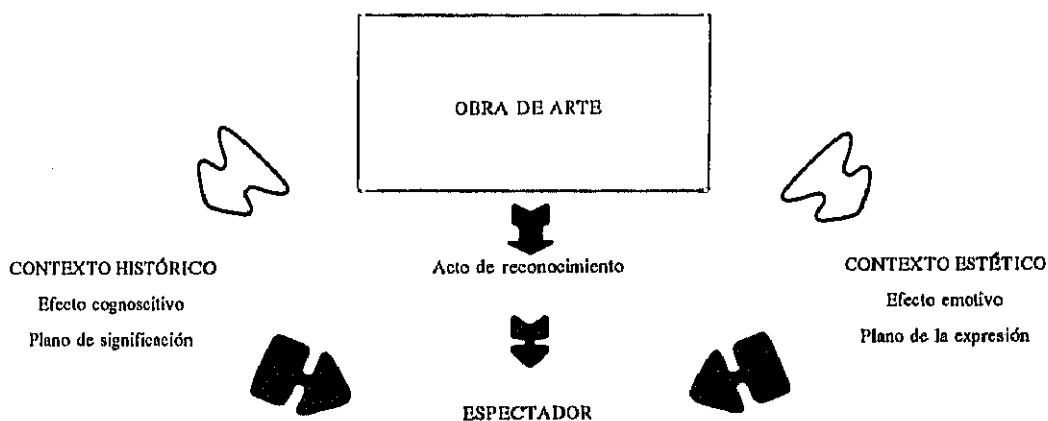 OBRA DE ARTE
CONTEXTO HISTÓRICO
Efecto cognoscitivo
Plano de significación
Acto de reconocimiento
CONTEXTO ESTÉTICO
Efecto emotivo
Plano de la expresión
ESPECTADOR